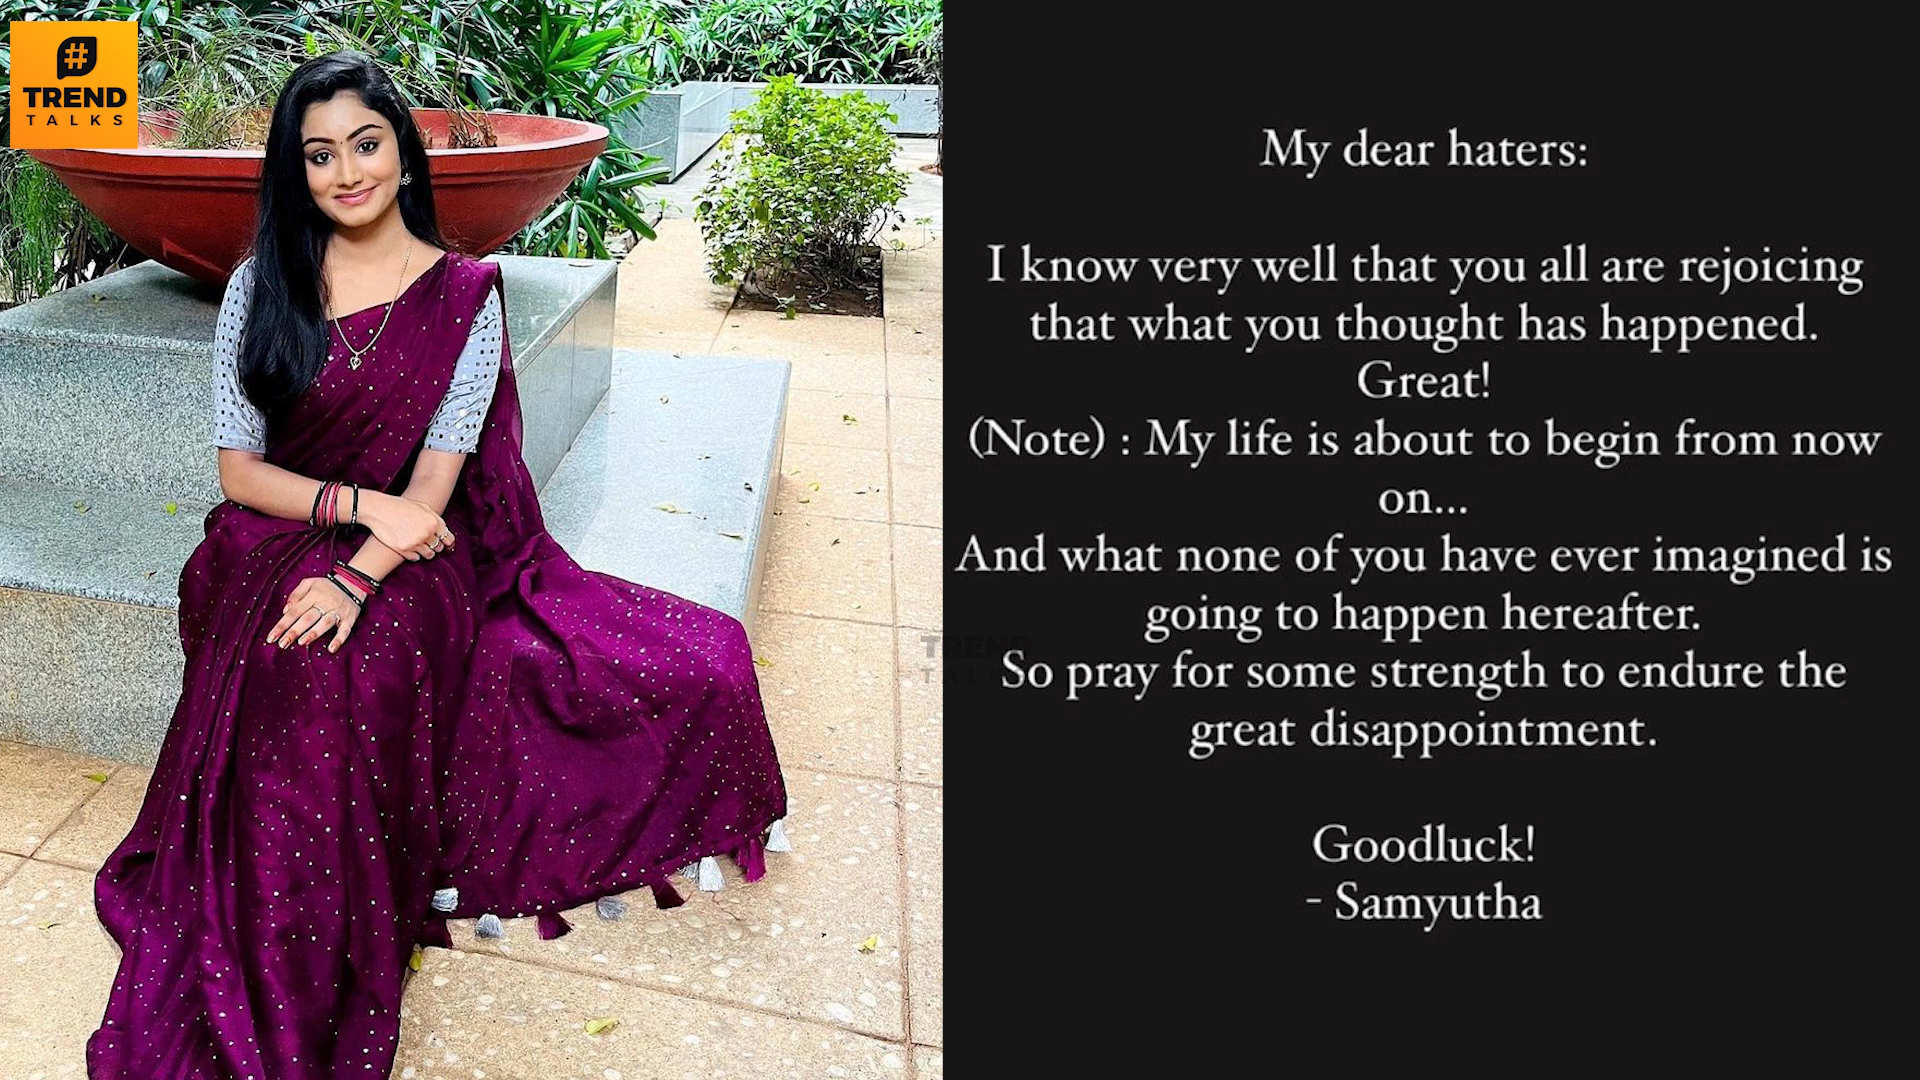 #
TREND
TALKS
My dear haters:
I know very well that you all are rejoicing
that what you thought has happened.
Great!
(Note) : My life is about to begin from now
on...
And what none of you have ever imagined is
going to happen hereafter.
So pray for some strength to endure the
great disappointment.
Goodluck!
- Samyutha
TREND
TALKS